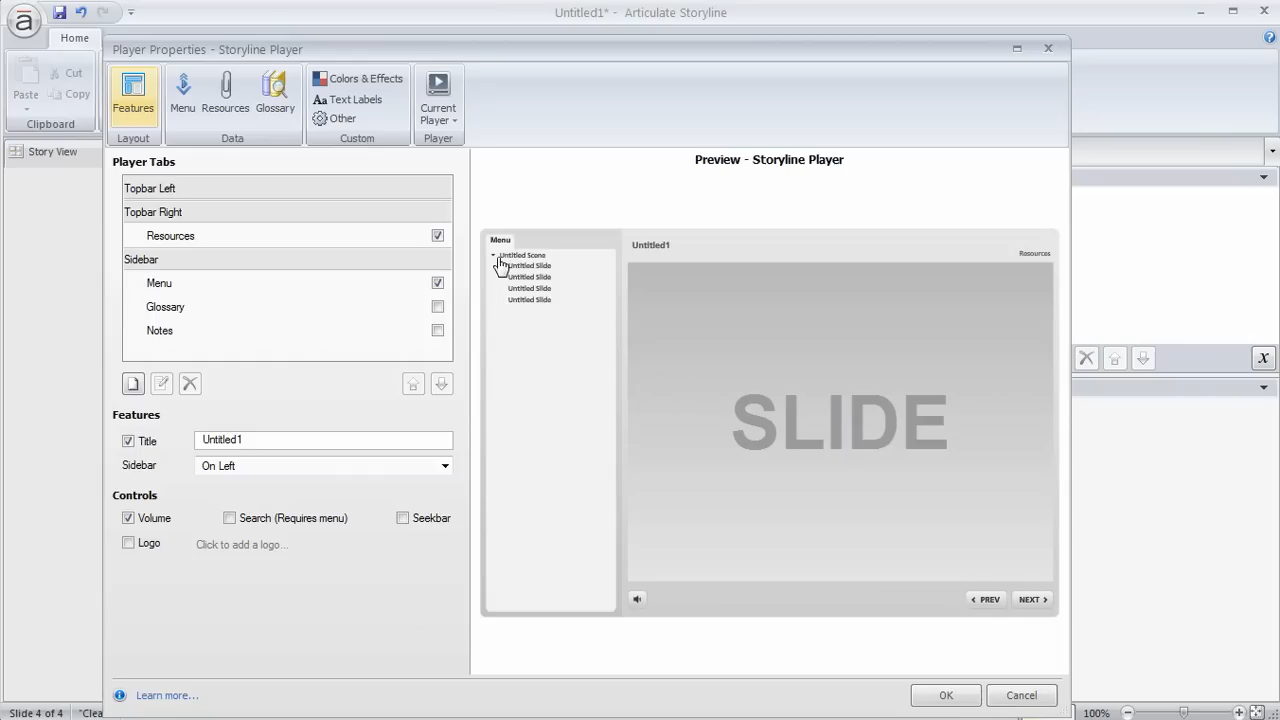 Untitled1* - Articulate Storyline
Home
Player Properties - Storyline Player
Paste
Cut
Copy
Clipboard
Features
Layout
Menu
Resources
Glossary
Data
Colors & Effects
Text Labels
Other
Custom
Current
Player
Player
Story View
Player Tabs
Topbar Left
Topbar Right
Resources
Sidebar
Menu
Glossary
Notes
Features
Title
Untitled1
Sidebar
On Left
Controls
Volume
Search (Requires menu)
Seekbar
Logo
Click to add a logo...
Preview - Storyline Player
Menu
Untitled Scene
Untitled Slide
Untitled Slide
Untitled Slide
Untitled Slide
Untitled1
Resources
SLIDE
PREV
NEXT
Learn more...
OK
Cancel
Slide 4 of 4
"Clea
100%